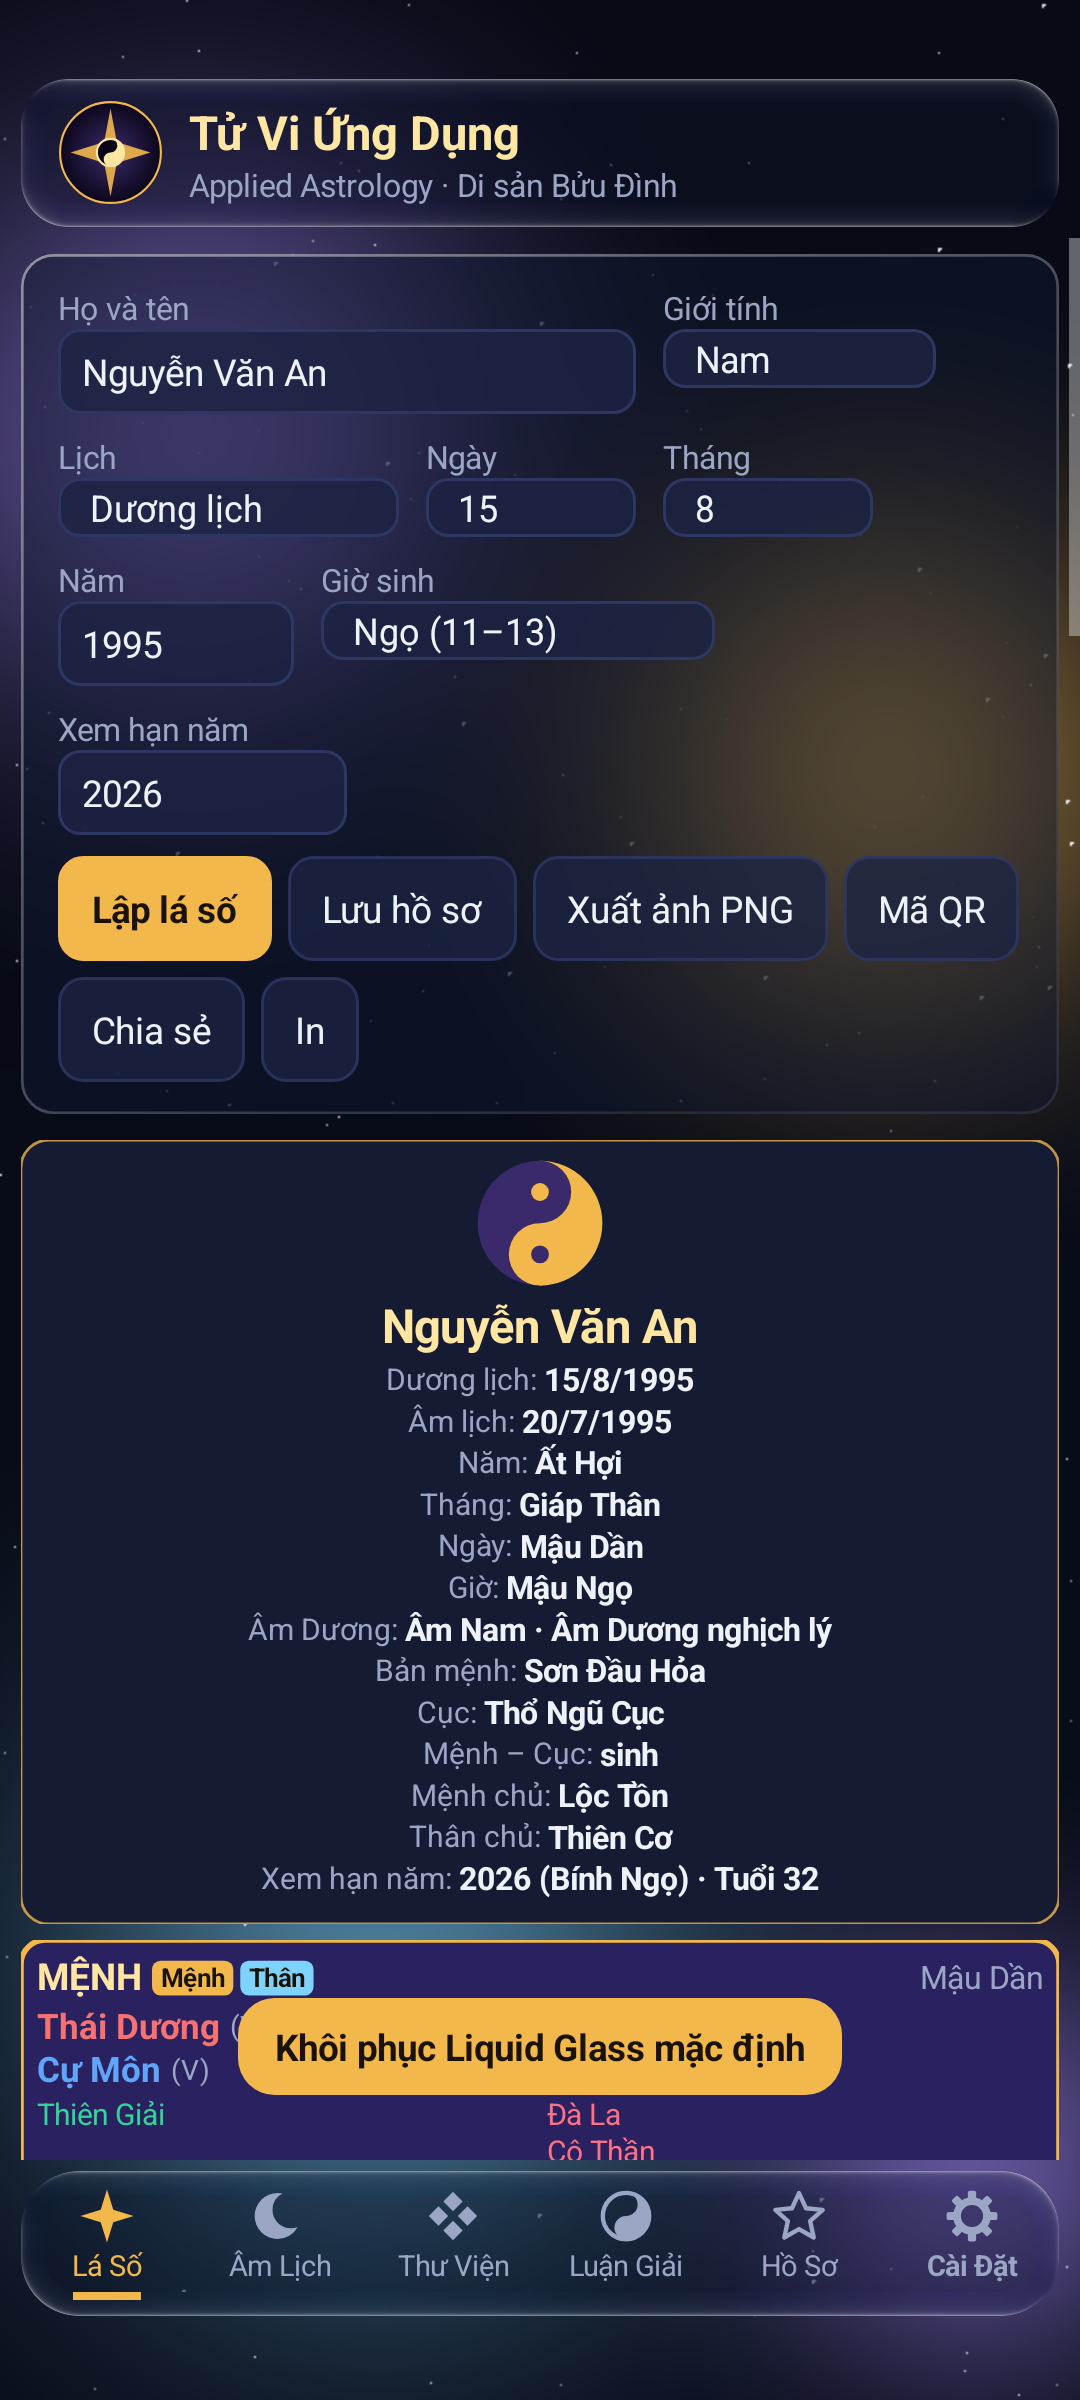 Tử Vi Ứng Dụng
Applied Astrology · Di sản Bửu Đình
Họ và tên
Giới tính
Nguyễn Văn An
Nam
Lịch
Ngày
Tháng
Dương lịch
15
8
Năm
Giờ sinh
1995
Ngọ (11–13)
Xem hạn năm
2026
Lập lá số
Lưu hồ sơ
Xuất ảnh PNG
Mã QR
Chia sẻ
In
Nguyễn Văn An
Dương lịch: 15/8/1995
Âm lịch: 20/7/1995
Năm: Ất Hợi
Tháng: Giáp Thân
Ngày: Mậu Dần
Giờ: Mậu Ngọ
Âm Dương: Âm Nam · Âm Dương nghịch lý
Bản mệnh: Sơn Đầu Hỏa
Cục: Thổ Ngũ Cục
Mệnh – Cục: sinh
Mệnh chủ: Lộc Tồn
Thân chủ: Thiên Cơ
Xem hạn năm: 2026 (Bính Ngọ) · Tuổi 32
MỆNH Mệnh Thân
Mậu Dần
Thái Dương
Khôi phục Liquid Glass mặc định
Cự Môn (V)
Thiên Giải
Đà La
Cô Thần
Lá Số
Âm Lịch
Thư Viện
Luận Giải
Hồ Sơ
Cài Đặt